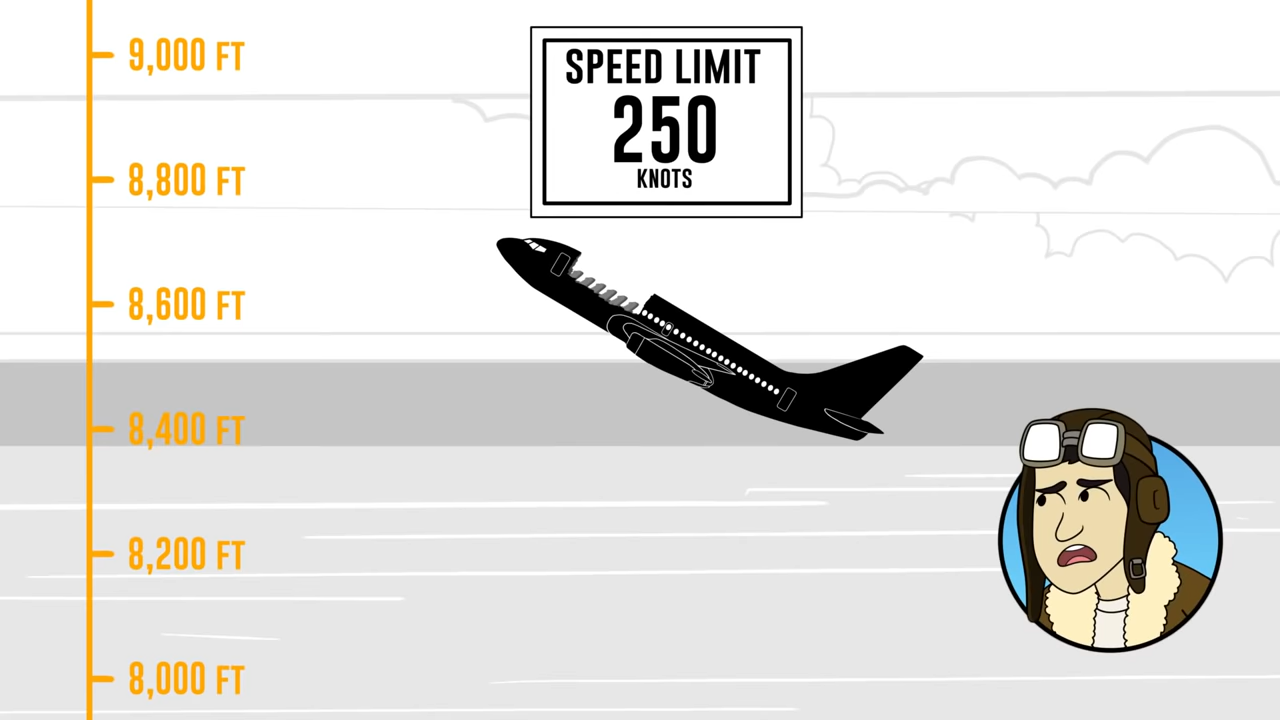 9,000 FT
SPEED LIMIT
250
KNOTS
8,800 FT
8,600 FT
8,400 FT
8,200 FT
8,000 FT